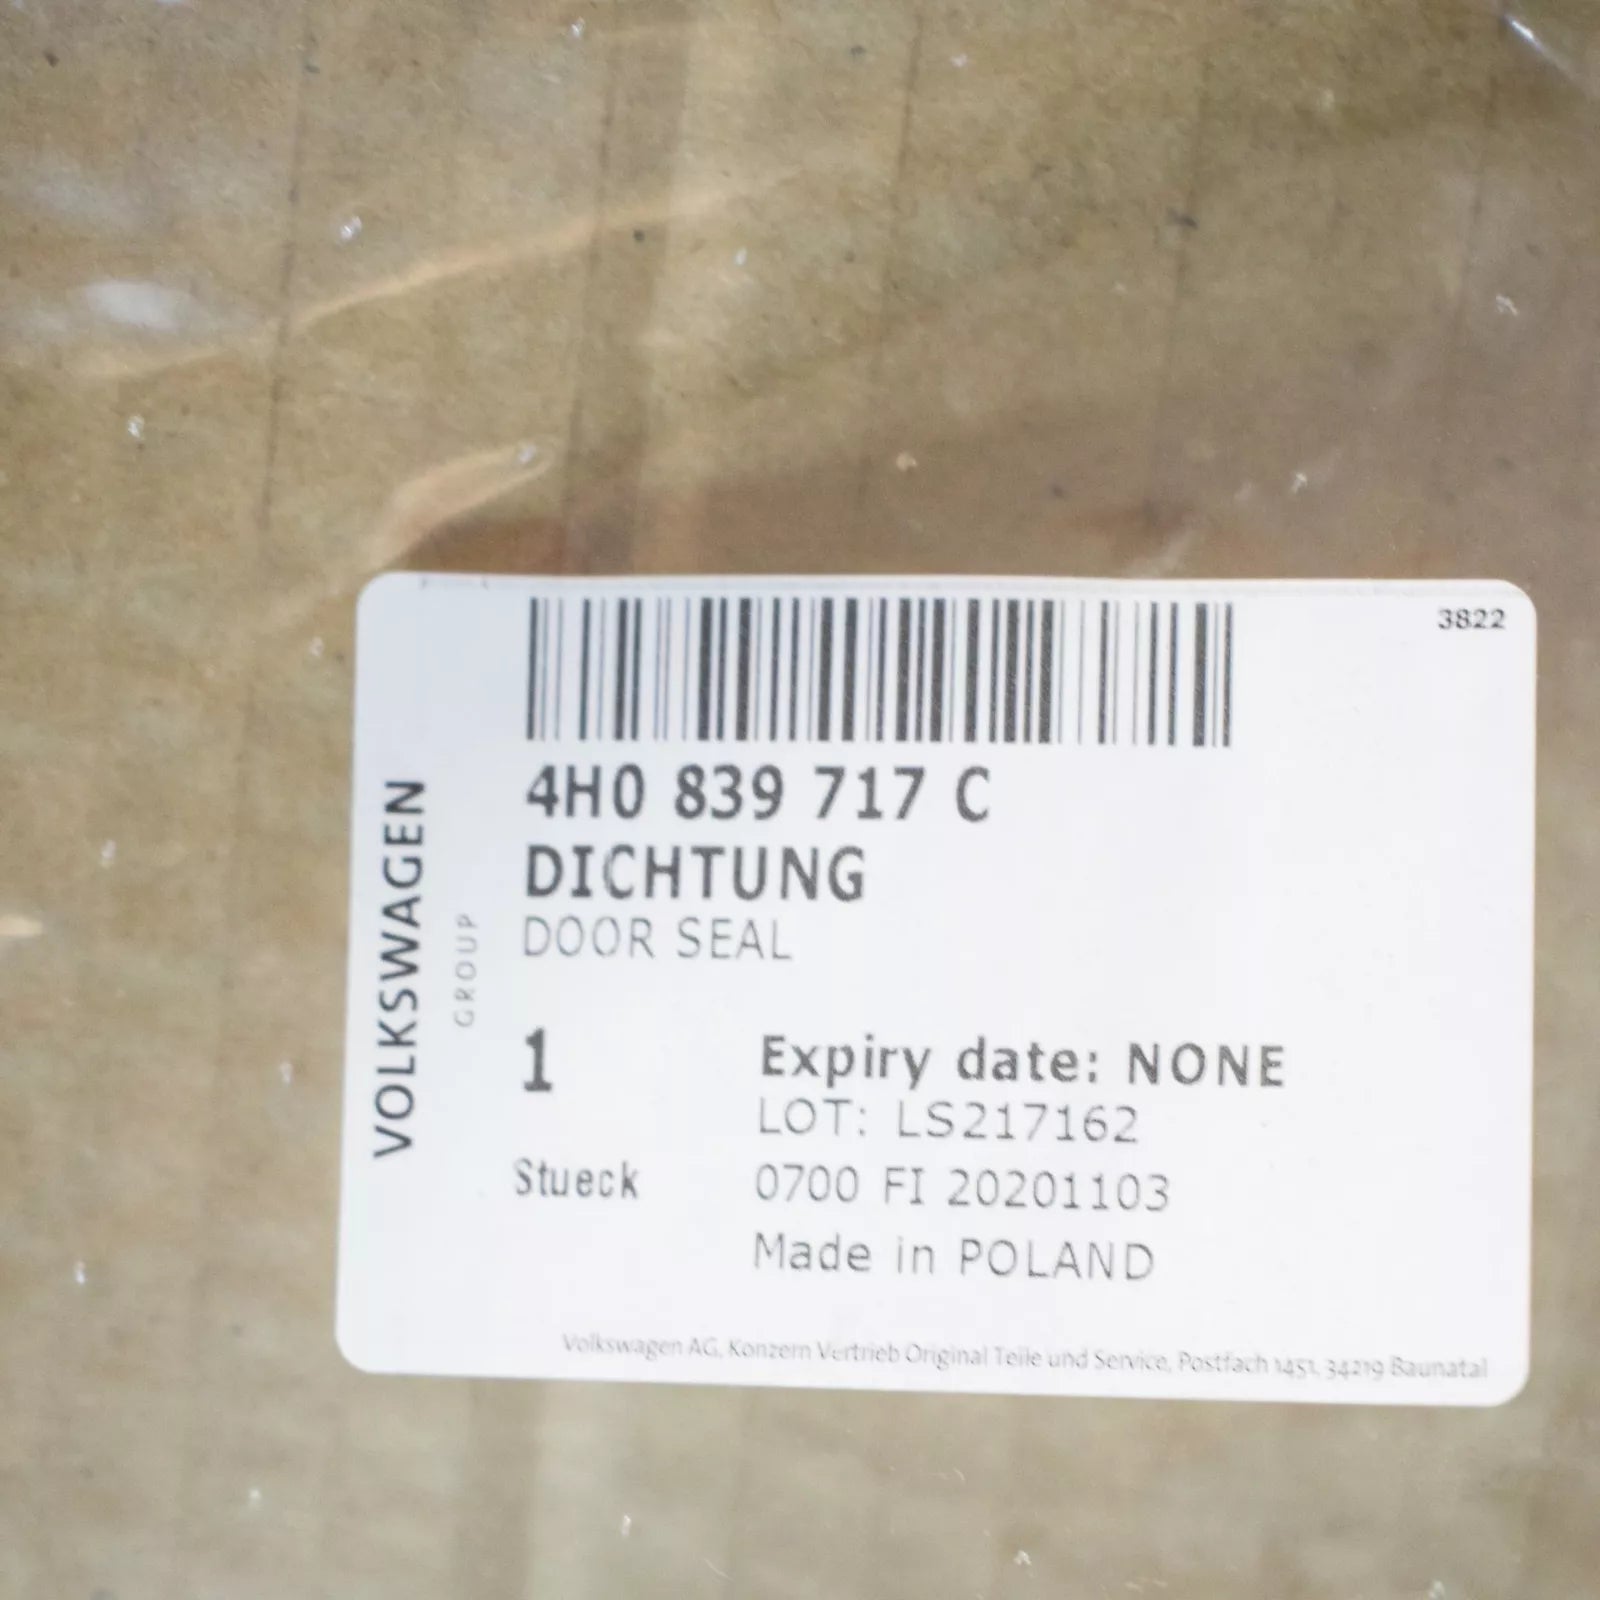 3822
4H0 839 717 C
DICHTUNG
DOOR SEAL
VOLKSWAGEN
GROUP
1
Stueck
Expiry date: NONE
LOT: LS217162
0700 FI 20201103
Made in POLAND
Volkswagen AG, Konzern Vertrieb Original Teile und Service, Postfach 1451, 34219 Baunatal